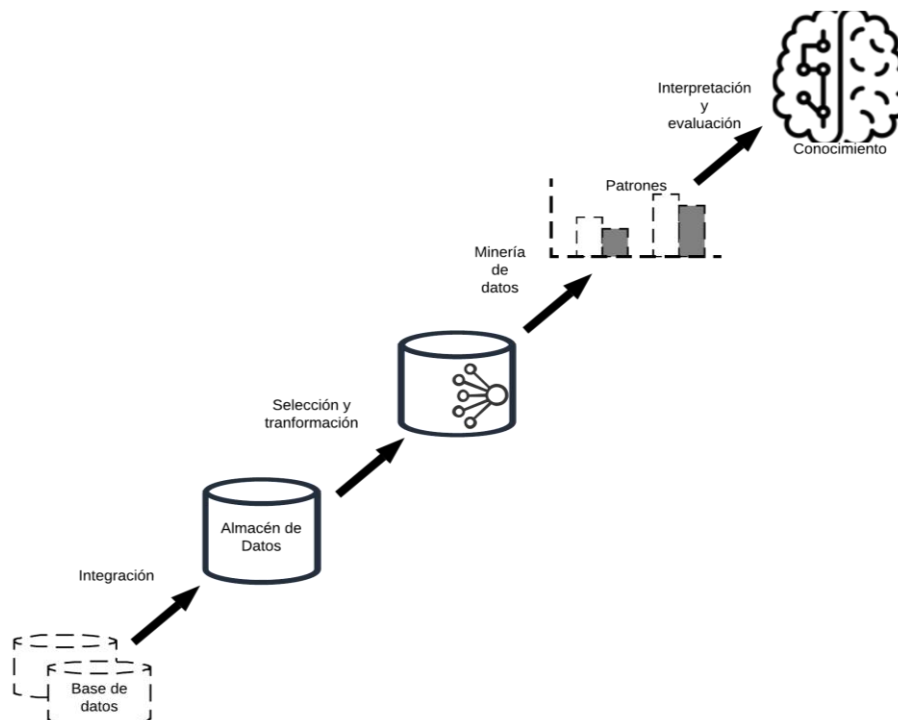 Interpretación
y
evaluación
Conocimiento
Patrones
Minería
de
datos
Selección y
tranformación
Almacén de
Datos
Integración
Base de
datos